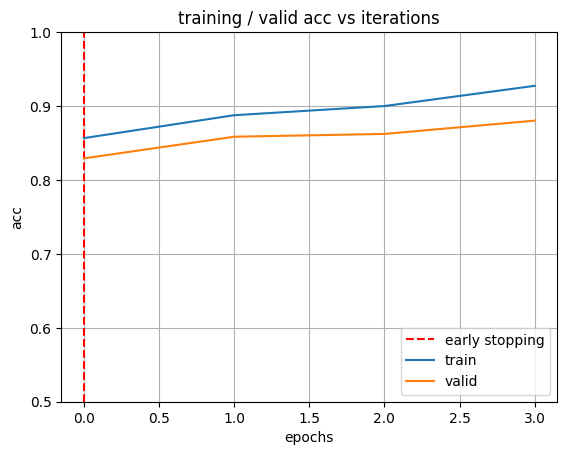 training / valid acc vs iterations
acc
1.0
0.9
0.8
0.7
0.6
0.5
early stopping
train
valid
0.0 0.5 1.0 1.5 2.0 2.5 3.0
epochs